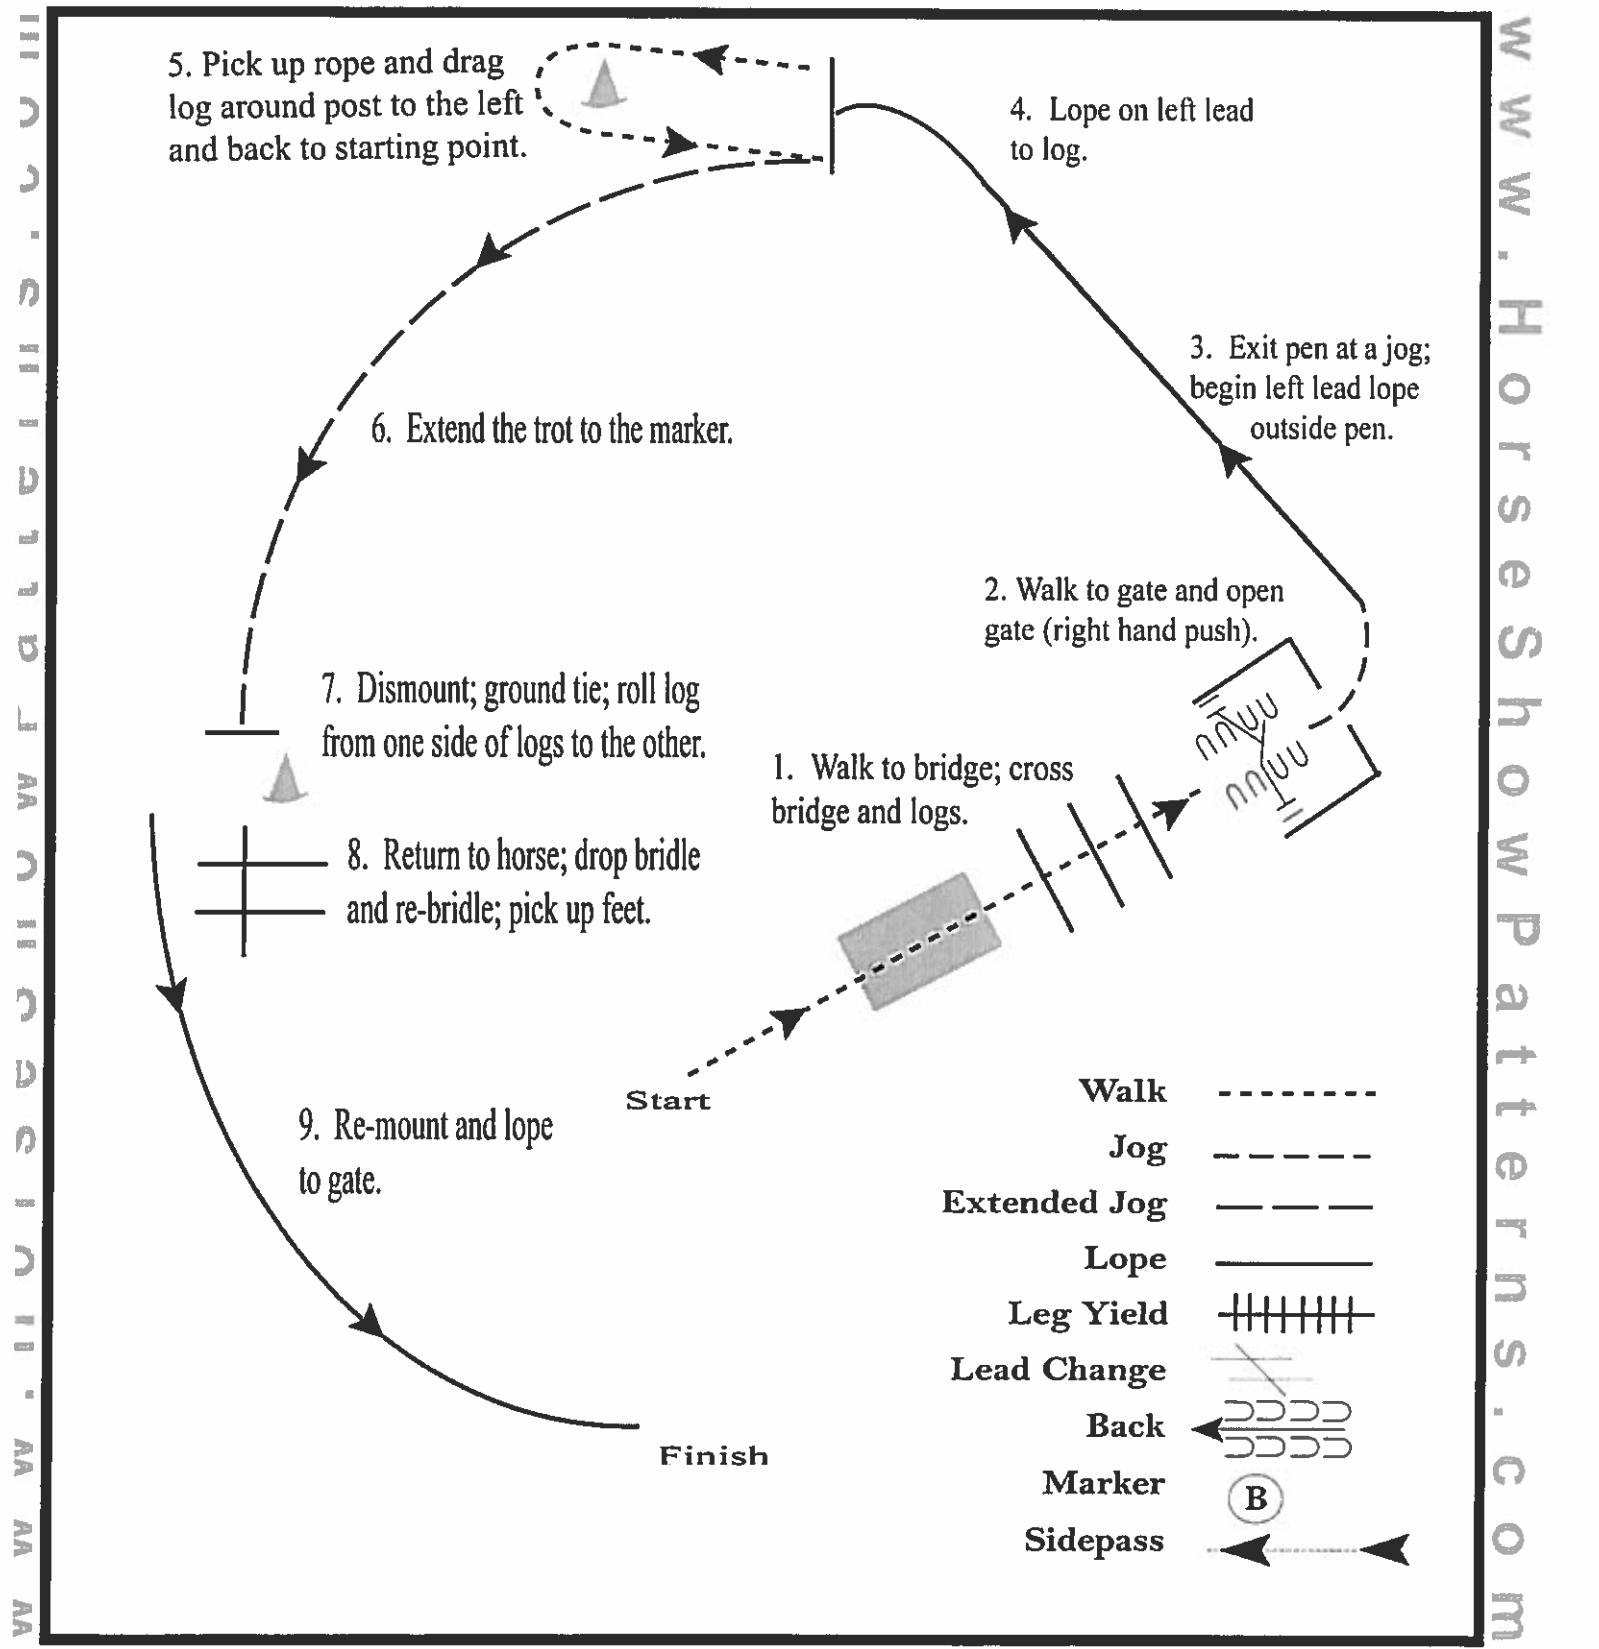 5. Pick up rope and drag
log around post to the left
and back to starting point.
4. Lope on left lead
to log.
3. Exit pen at a jog;
begin left lead lope
outside pen.
6. Extend the trot to the marker.
2. Walk to gate and open
gate (right hand push).
7. Dismount; ground tie; roll log
from one side of logs to the other.
1. Walk to bridge; cross
bridge and logs.
8. Return to horse; drop bridle
and re-bridle; pick up feet.
Start
9. Re-mount and lope
to gate.
Finish
Walk
Jog
Extended Jog
Lope
Leg Yield
Lead Change
Back
Marker
B
Sidepass
www.HorseShowPatterns.com